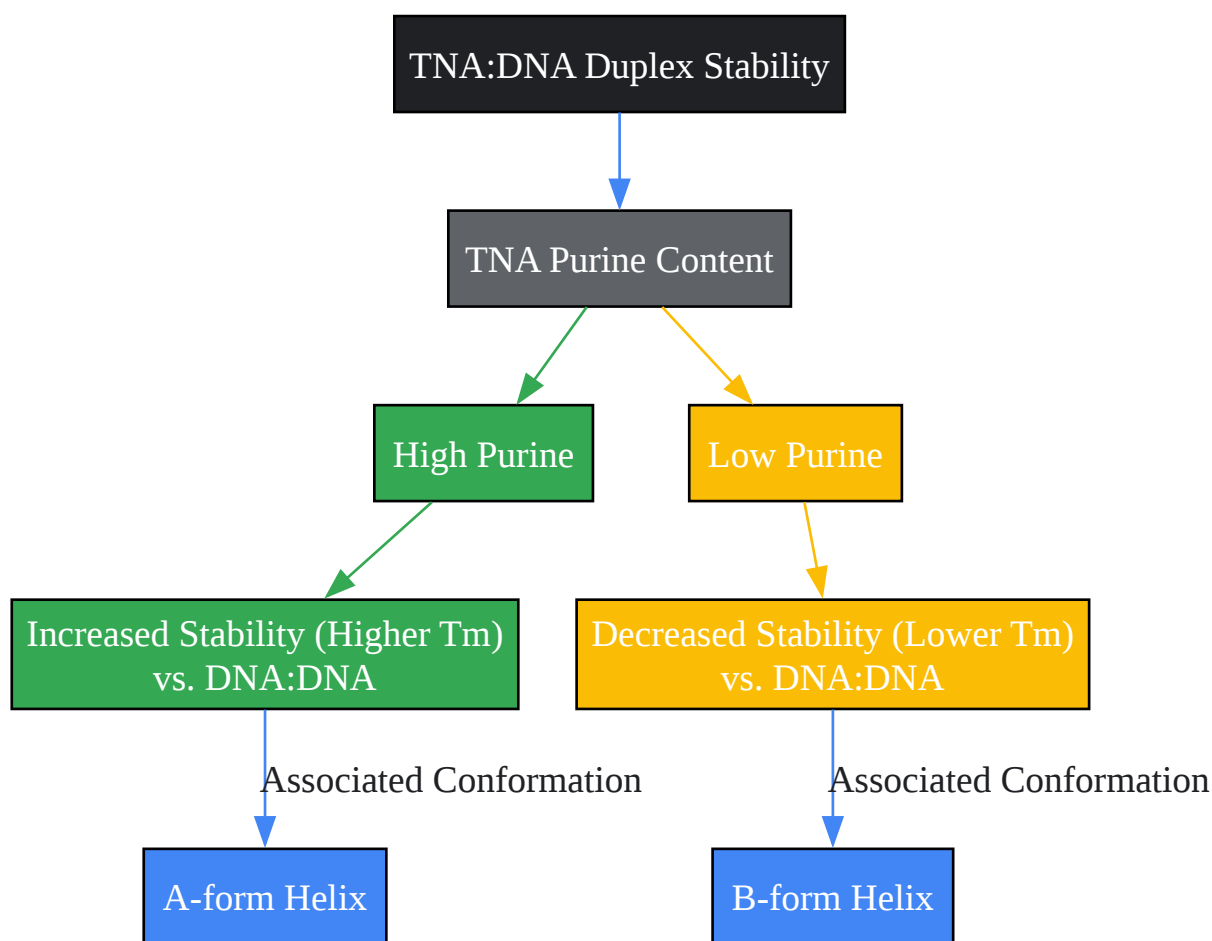 TNA:DNA Duplex Stability
TNA Purine Content
High Purine
Low Purine
Increased Stability (Higher Tm)
vs. DNA:DNA
Decreased Stability (Lower Tm)
vs. DNA:DNA
Associated Conformation
Associated Conformation
A-form Helix
B-form Helix